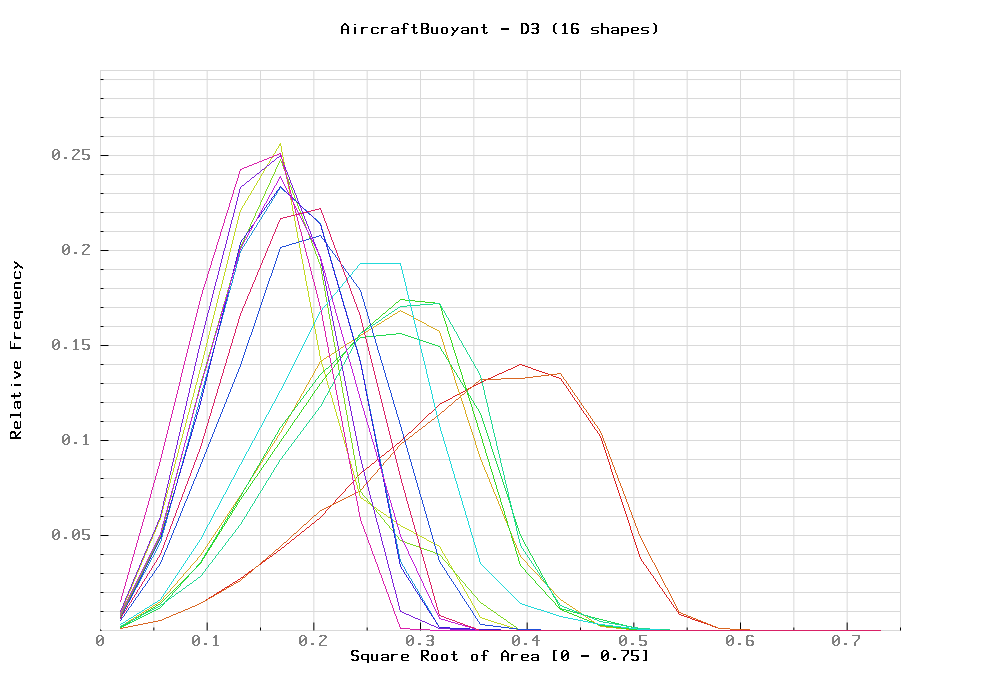 AircraftBuoyant - D3 (16 shapes)
Relative Frequency
0.25
0.2
0.15
0.1
0.05
0 0.1 0.2 0.3 0.4 0.5 0.6 0.7
Square Root of Area [0 - 0.75]